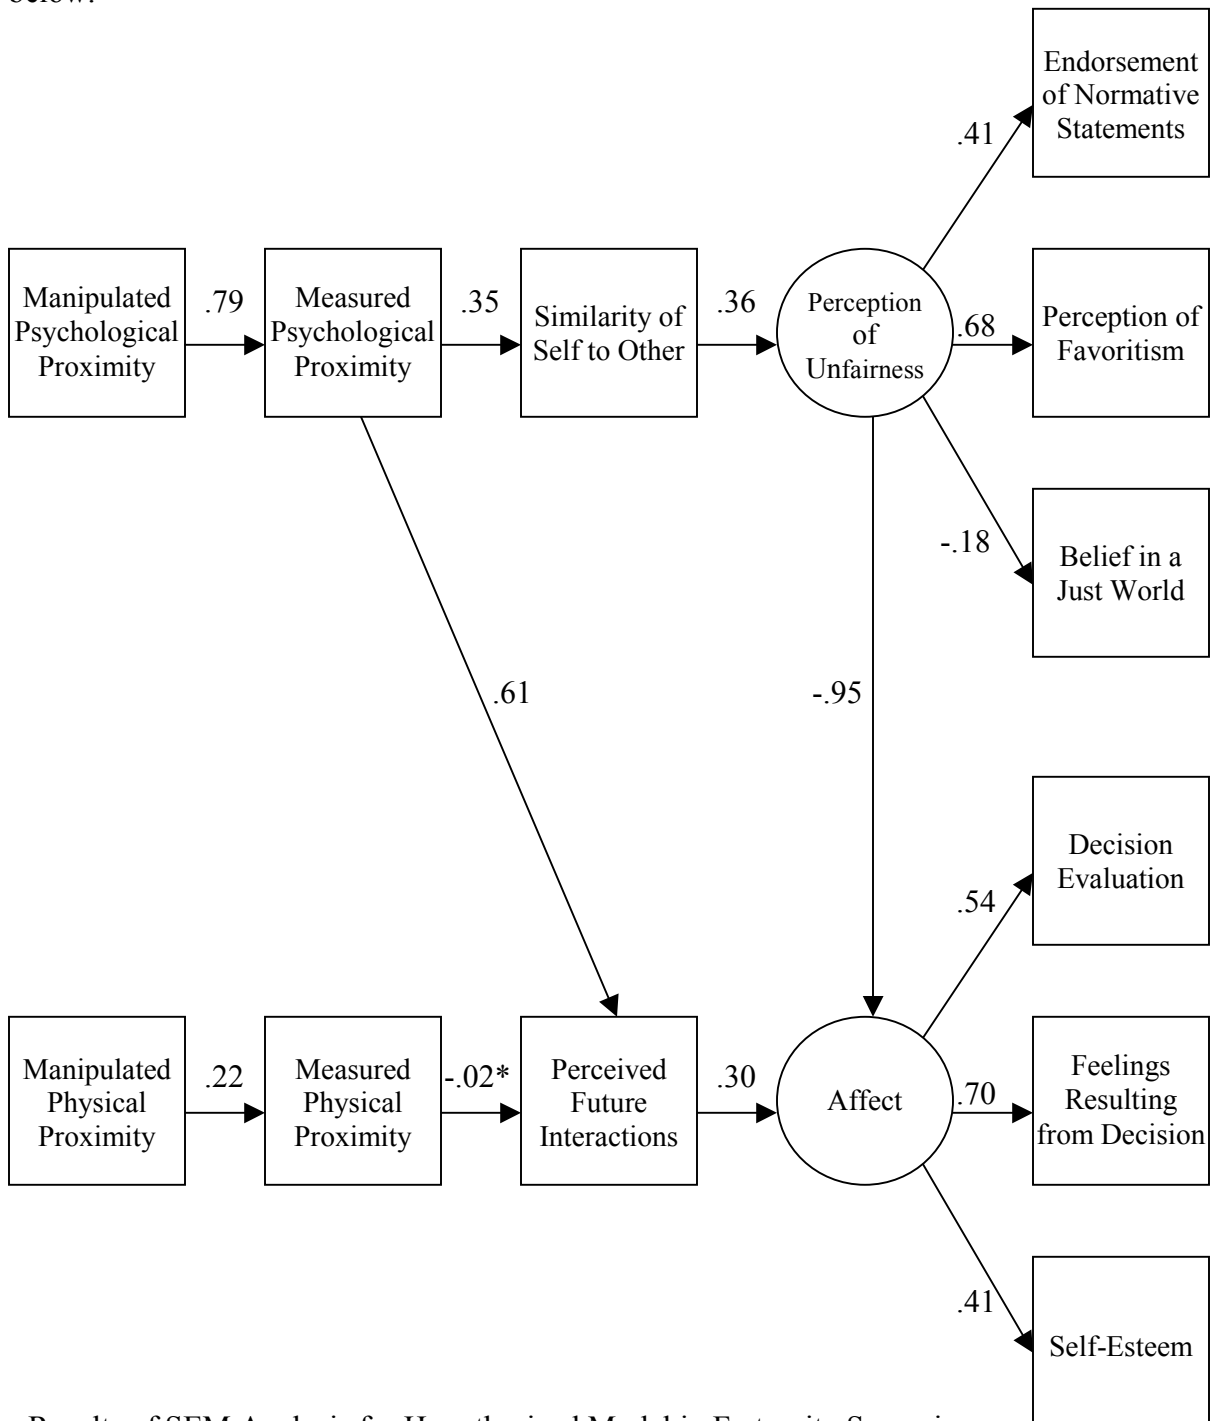 below.
Endorsement
of Normative
Statements
.41
Manipulated
Psychological
Proximity
.79
Measured
Psychological
Proximity
.35
Similarity of
Self to Other
.36
Perception
of
Unfairness
.68
Perception of
Favoritism
-.18
Belief in a
Just World
.61
-.95
Decision
Evaluation
.54
Manipulated
Physical
Proximity
.22
Measured
Physical
Proximity
-.02*
Perceived
Future
Interactions
.30
Affect
.70
Feelings
Resulting
from Decision
.41
Self-Esteem
Results of SEM Analysis for Hypothesized Model in Fraternity Scenario